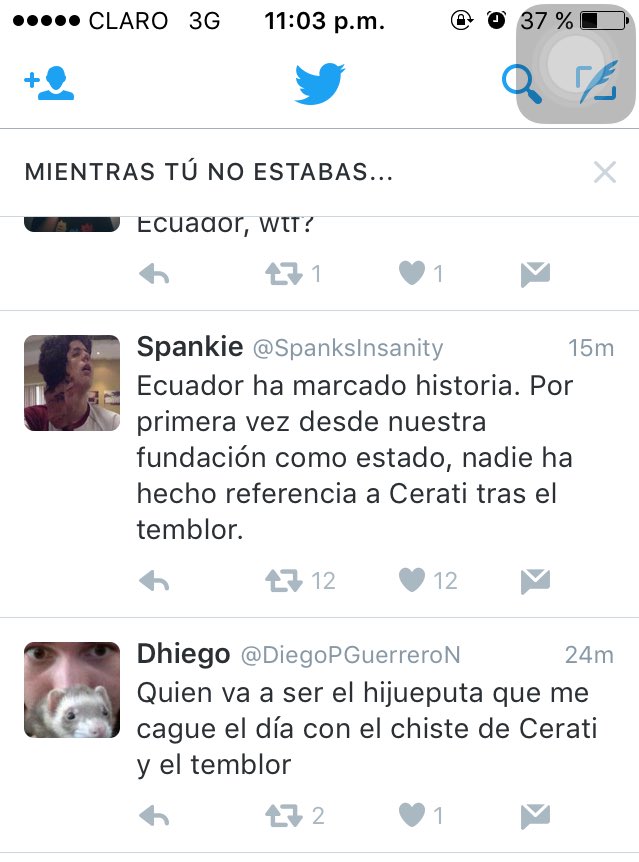 CLARO 3G 11:03 p.m. 37 %
MIENTRAS TÚ NO ESTABAS...
Ecuador, wtf?
1 1
Spankie @SpanksInsanity 15m
Ecuador ha marcado historia. Por
primera vez desde nuestra
fundación como estado, nadie ha
hecho referencia a Cerati tras el
temblor.
12 12
Dhiego @DiegoPGuerreroN 24m
Quien va a ser el hijueputa que me
cague el día con el chiste de Cerati
y el temblor
2 1